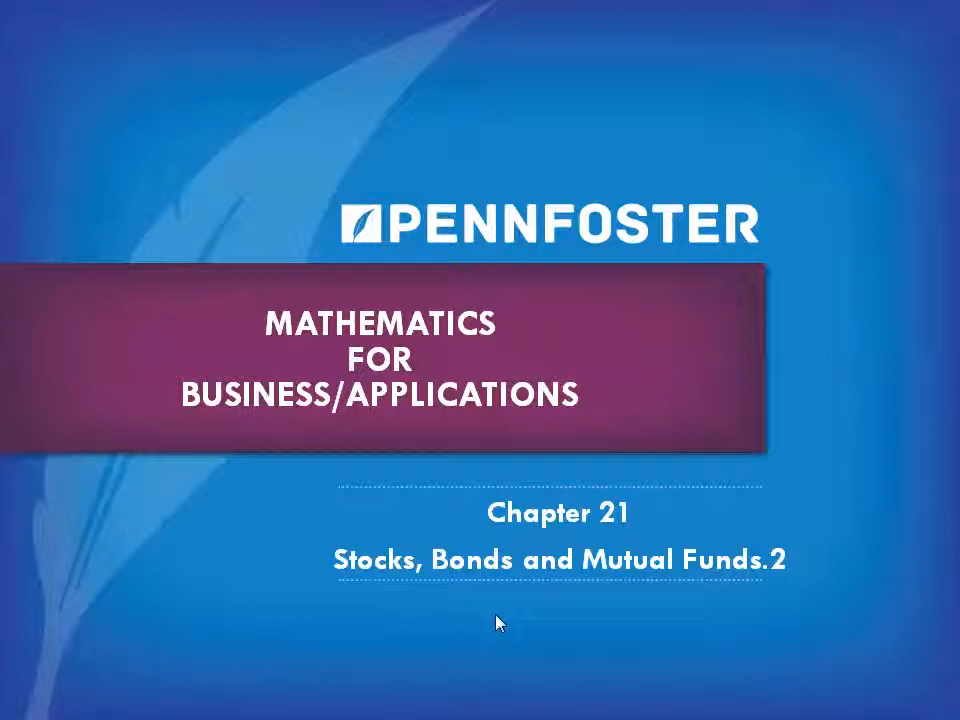 PENNFOSTER
MATHEMATICS
FOR
BUSINESS/APPLICATIONS
Chapter 21
Stocks, Bonds and Mutual Funds.2